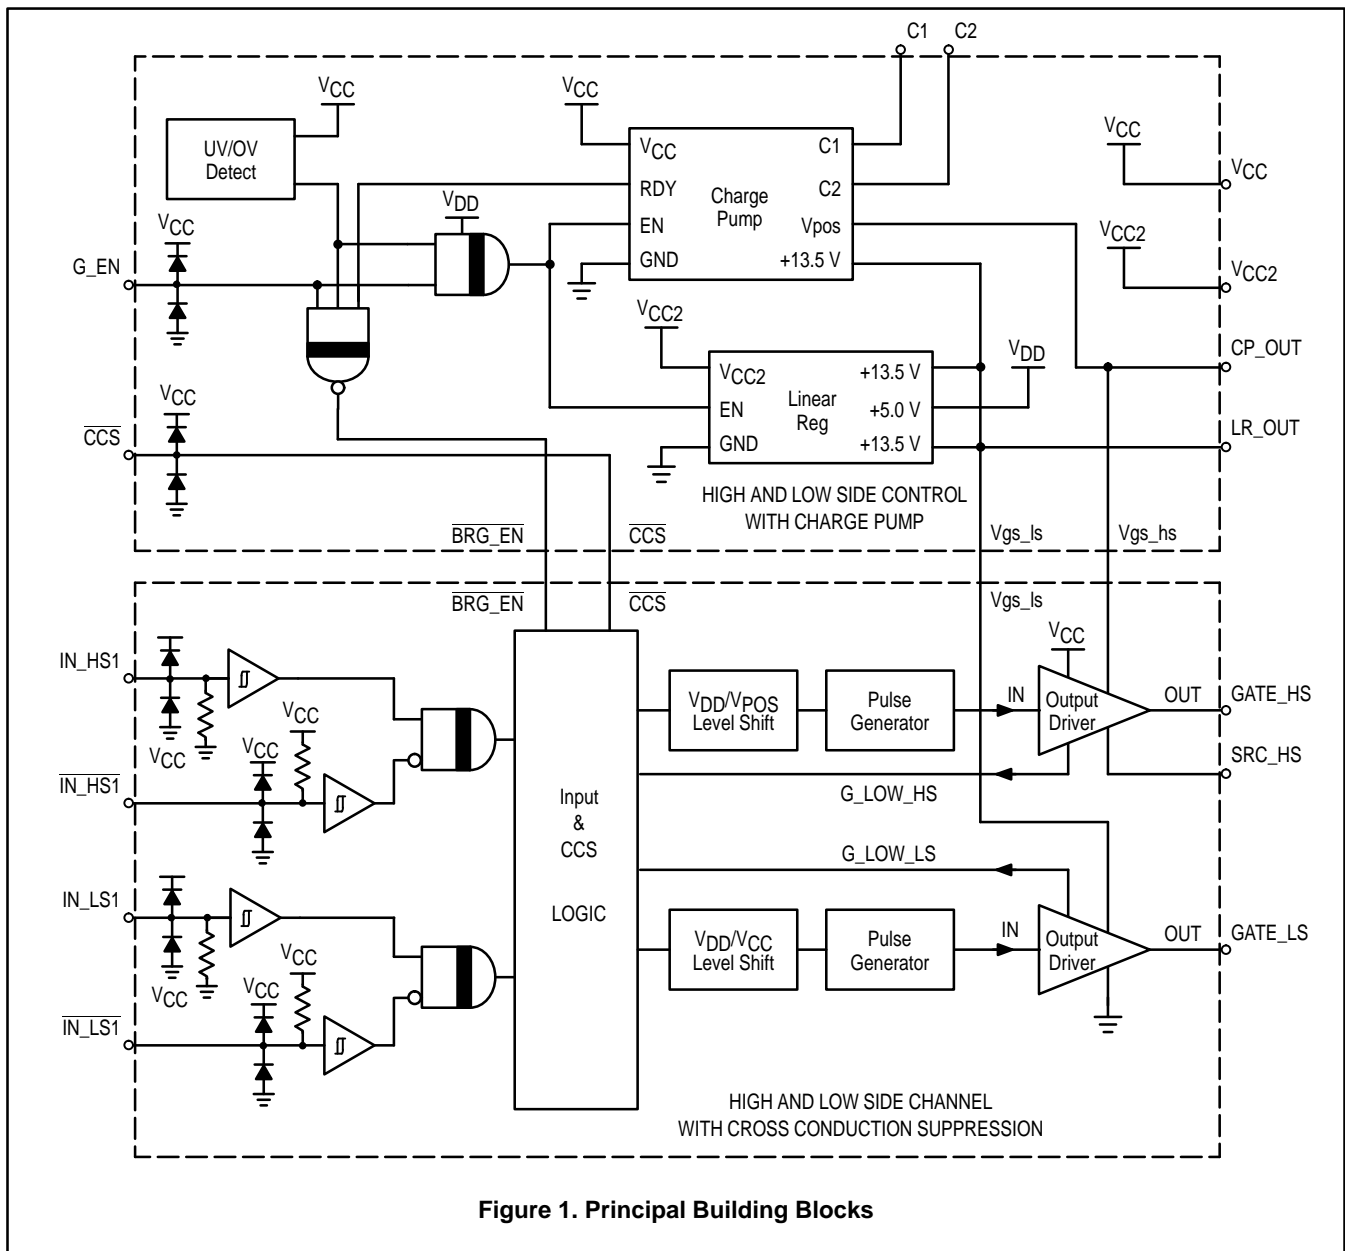 C1
C2
VCC
VCC
VCC
UV/OV
Detect
VCC
RDY
EN
GND
Charge
Pump
C1
C2
Vpos
+13.5 V
VCC
VDD
VCC
G_EN
VCC2
VCC2
VCC2
VDD
CP_OUT
VCC2
EN
GND
Linear
Reg
+13.5 V
+5.0 V
+13.5 V
VCC
CCS
LR_OUT
HIGH AND LOW SIDE CONTROL
WITH CHARGE PUMP
BRG_EN
CCS
Vgs_ls
Vgs_hs
BRG_EN
CCS
Vgs_ls
VCC
IN_HS1
VCC
VCC
VCC
IN_HS1
VDD/VPOS
Level Shift
Pulse
Generator
IN
Output
Driver
OUT
GATE_HS
SRC_HS
G_LOW_HS
Input
&
CCS
LOGIC
G_LOW_LS
IN_LS1
VCC
VCC
VCC
IN_LS1
VDD/VCC
Level Shift
Pulse
Generator
IN
Output
Driver
OUT
GATE_LS
HIGH AND LOW SIDE CHANNEL
WITH CROSS CONDUCTION SUPPRESSION
Figure 1. Principal Building Blocks